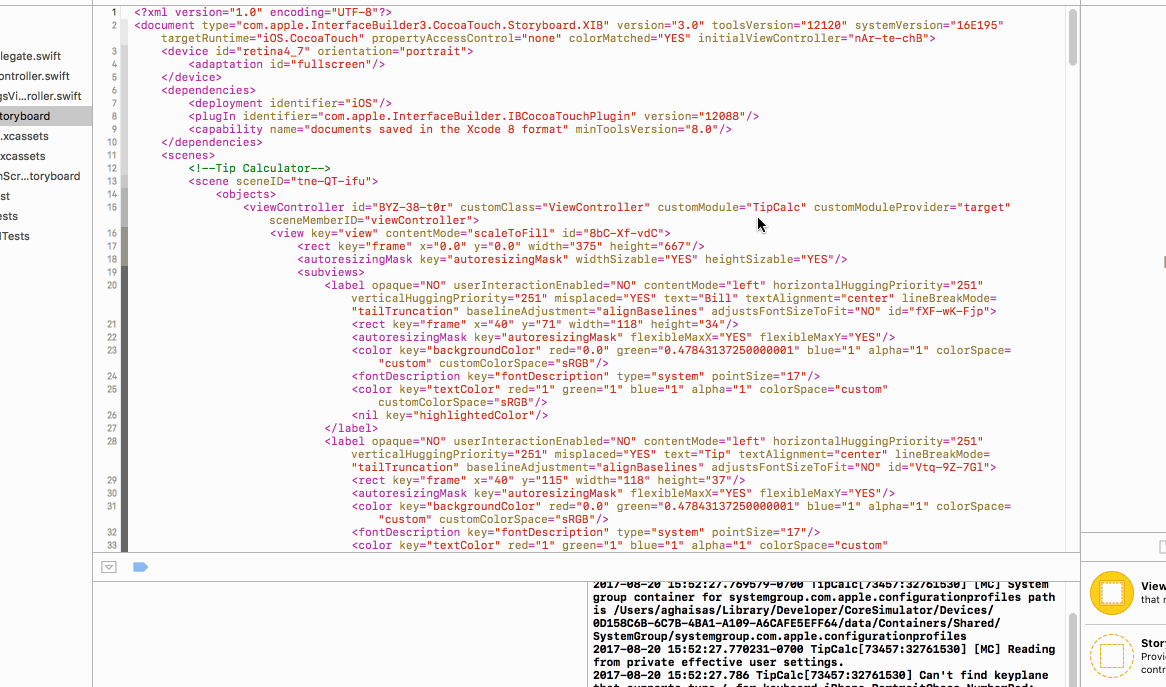 legate.swift
ontroller.swift
gsVi...roller.swift
toryboard
.xcassets
xcassets
nScr...toryboard
st
ests
ITests
1 <?xml version="1.0" encoding="UTF-8"?>
2 <document type="com.apple.InterfaceBuilder3.CocoaTouch.Storyboard.XIB" version="3.0" toolsVersion="12120" systemVersion="16E195"
targetRuntime="iOS.CocoaTouch" propertyAccessControl="none" colorMatched="YES" initialViewController="nAr-te-chB">
3 <device id="retina4_7" orientation="portrait">
4 <adaptation id="fullscreen"/>
5 </device>
6 <dependencies>
7 <deployment identifier="iOS"/>
8 <plugIn identifier="com.apple.InterfaceBuilder.IBCocoaTouchPlugin" version="12088"/>
9 <capability name="documents saved in the Xcode 8 format" minToolsVersion="8.0"/>
10 </dependencies>
11 <scenes>
12 <!--Tip Calculator-->
13 <scene sceneID="tne-QT-ifu">
14 <objects>
15 <viewController id="BYZ-38-t0r" customClass="ViewController" customModule="TipCalc" customModuleProvider="target"
sceneMemberID="viewController">
16 <view key="view" contentMode="scaleToFill" id="8bC-Xf-vdC">
17 <rect key="frame" x="0.0" y="0.0" width="375" height="667"/>
18 <autoresizingMask key="autoresizingMask" widthSizable="YES" heightSizable="YES"/>
19 <subviews>
20 <label opaque="NO" userInteractionEnabled="NO" contentMode="left" horizontalHuggingPriority="251"
verticalHuggingPriority="251" misplaced="YES" text="Bill" textAlignment="center" lineBreakMode=
"tailTruncation" baselineAdjustment="alignBaselines" adjustsFontSizeToFit="NO" id="fXF-wK-Fjp">
21 <rect key="frame" x="40" y="71" width="118" height="34"/>
22 <autoresizingMask key="autoresizingMask" flexibleMaxX="YES" flexibleMaxY="YES"/>
23 <color key="backgroundColor" red="0.0" green="0.47843137250000001" blue="1" alpha="1" colorSpace=
"custom" customColorSpace="sRGB"/>
24 <fontDescription key="fontDescription" type="system" pointSize="17"/>
25 <color key="textColor" red="1" green="1" blue="1" alpha="1" colorSpace="custom"
customColorSpace="sRGB"/>
26 <nil key="highlightedColor"/>
27 </label>
28 <label opaque="NO" userInteractionEnabled="NO" contentMode="left" horizontalHuggingPriority="251"
verticalHuggingPriority="251" misplaced="YES" text="Tip" textAlignment="center" lineBreakMode=
"tailTruncation" baselineAdjustment="alignBaselines" adjustsFontSizeToFit="NO" id="Vtq-9Z-7Gl">
29 <rect key="frame" x="40" y="115" width="118" height="37"/>
30 <autoresizingMask key="autoresizingMask" flexibleMaxX="YES" flexibleMaxY="YES"/>
31 <color key="backgroundColor" red="0.0" green="0.47843137250000001" blue="1" alpha="1" colorSpace=
"custom" customColorSpace="sRGB"/>
32 <fontDescription key="fontDescription" type="system" pointSize="17"/>
33 <color key="textColor" red="1" green="1" blue="1" alpha="1" colorSpace="custom"
2017-08-20 15:52:27.769579-0700 TipCalc[73457:32761530] [MC] System
group container for systemgroup.com.apple.configurationprofiles path
is /Users/aghaisas/Library/Developer/CoreSimulator/Devices/
0D158C6B-6C7B-4BA1-A109-A6CAFE5EFF64/data/Containers/Shared/
SystemGroup/systemgroup.com.apple.configurationprofiles
2017-08-20 15:52:27.770231-0700 TipCalc[73457:32761530] [MC] Reading
from private effective user settings.
2017-08-20 15:52:27.786 TipCalc[73457:32761530] Can't find keyplane
View
that r
Stor
Provi
contr